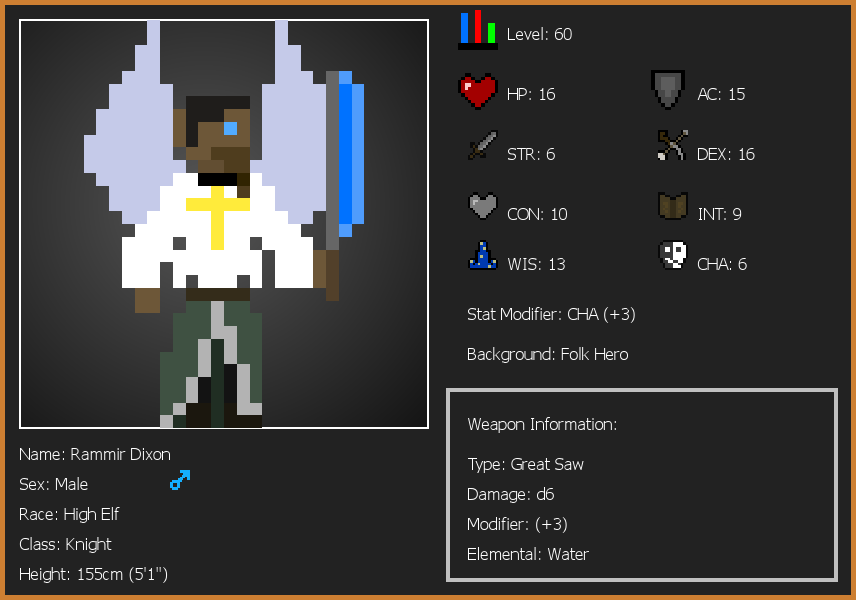 Level: 60
HP: 16
AC: 15
STR: 6
DEX: 16
CON: 10
INT: 9
WIS: 13
CHA: 6
Stat Modifier: CHA (+3)
Background: Folk Hero
Weapon Information:
Type: Great Saw
Damage: d6
Modifier: (+3)
Elemental: Water
Name: Rammir Dixon
Sex: Male
Race: High Elf
Class: Knight
Height: 155cm (5'1")